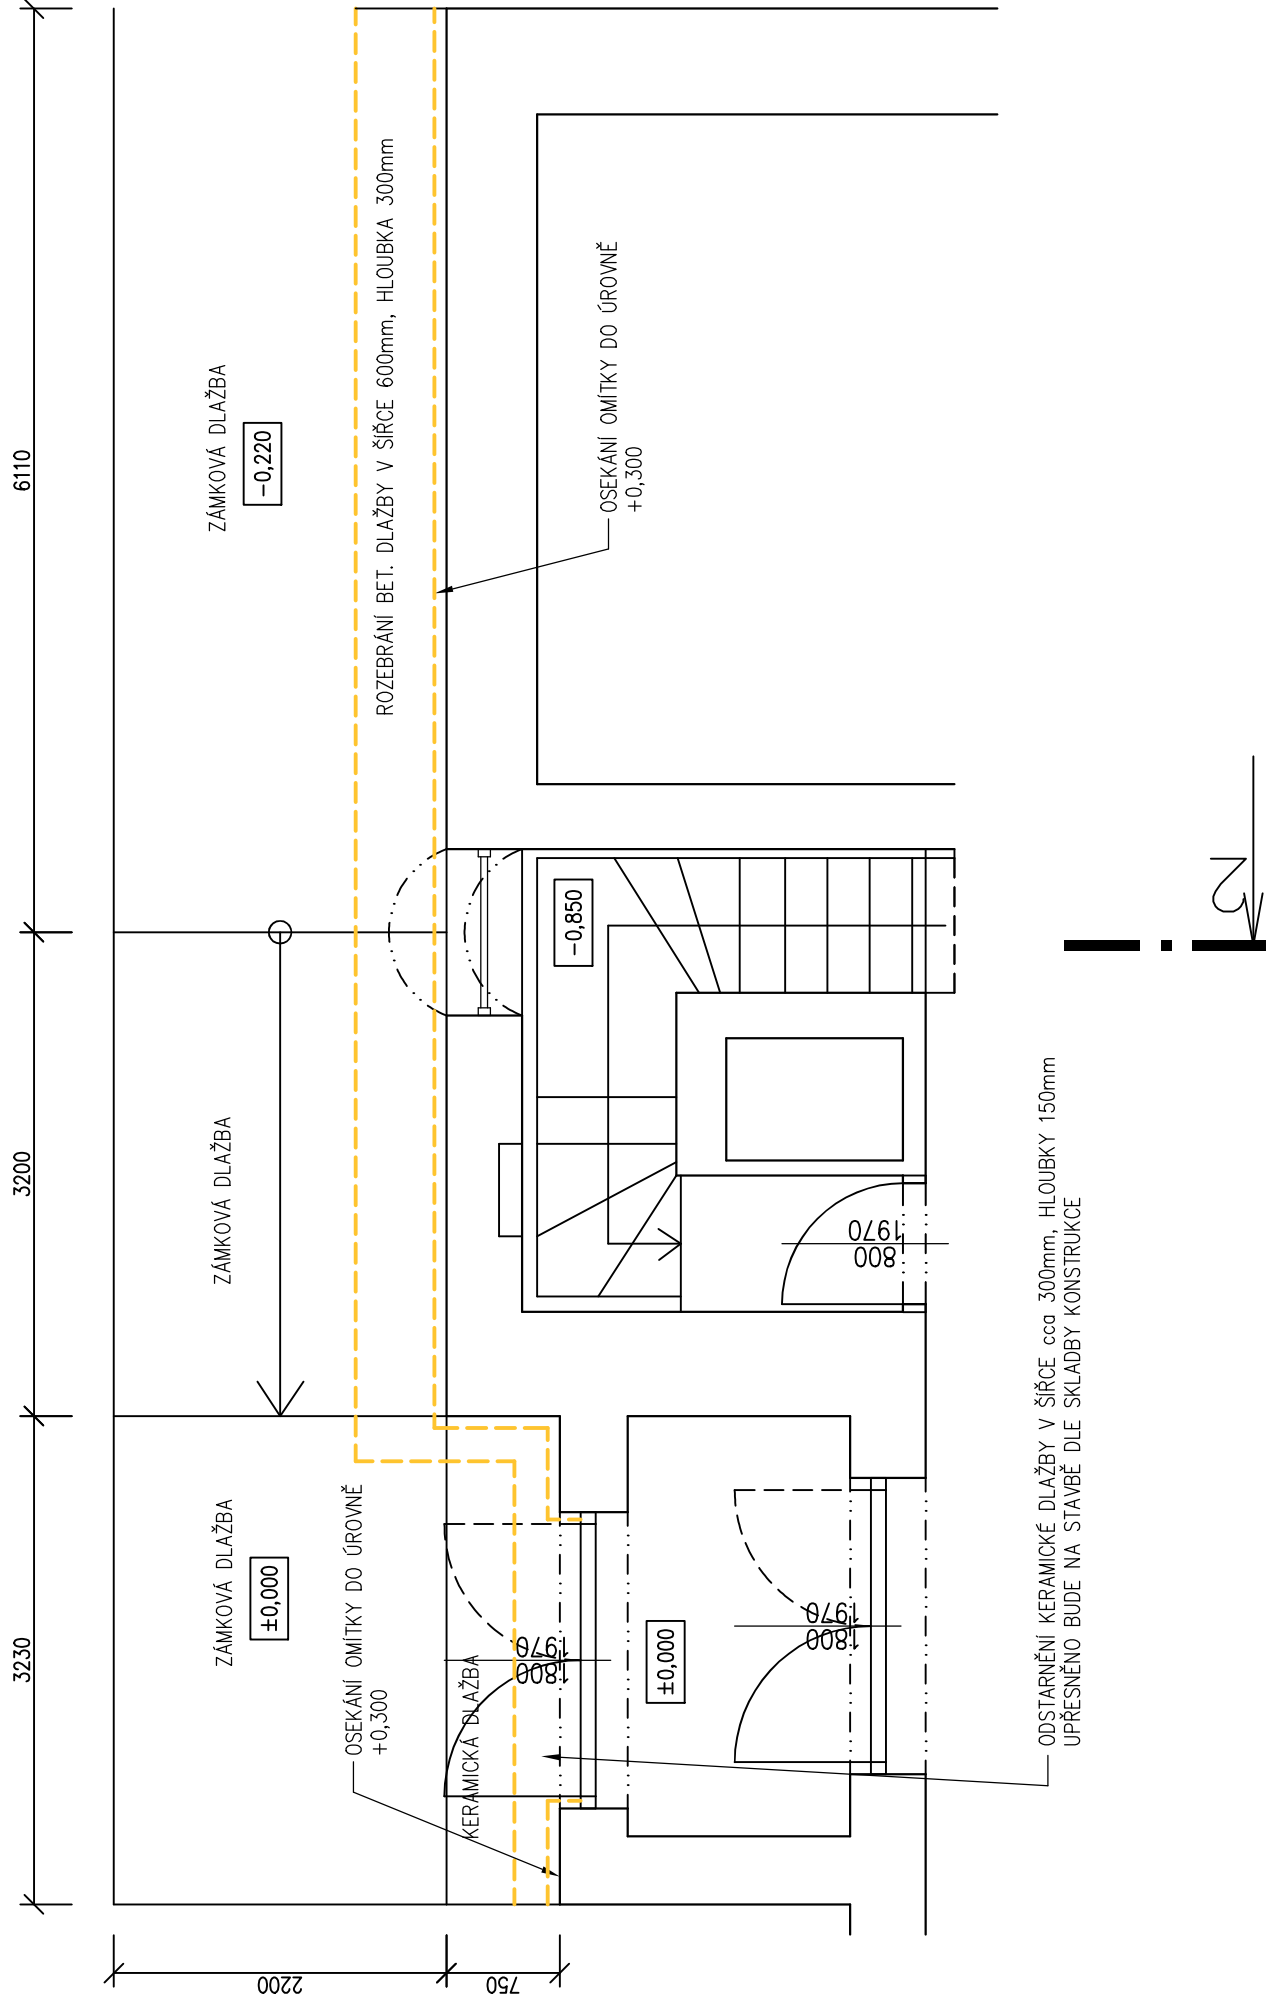 3230
3200
6110
ZÁMKOVÁ DLAŽBA
±0,000
ZÁMKOVÁ DLAŽBA
ZÁMKOVÁ DLAŽBA
-0,220
OSEKÁNÍ OMÍTKY DO ÚROVNĚ
+0,300
ROZEBRÁNÍ BET. DLAŽBY V ŠÍŘCE 600mm, HLOUBKA 300mm
OSEKÁNÍ OMÍTKY DO ÚROVNĚ
+0,300
KERAMICKÁ DLAŽBA
1800
1970
-0,850
±0,000
1800
1970
800
1970
ODSTARNĚNÍ KERAMICKÉ DLAŽBY V ŠÍŘCE cca 300mm, HLOUBKY 150mm
UPŘESNĚNO BUDE NA STAVBĚ DLE SKLADBY KONSTRUKCE
2200
750
2